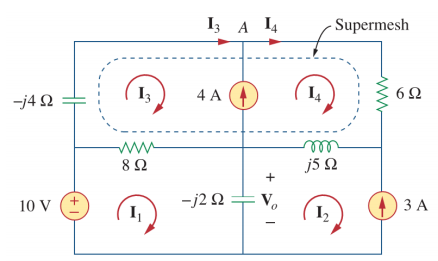 I3 A I4 Supermesh
−j4 Ω I3 4 A I4 6 Ω
8 Ω j5 Ω
10 V + − I1 −j2 Ω + Vo − I2 3 A